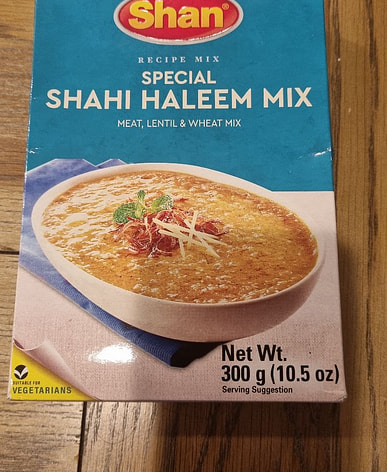 Shan®
RECIPE MIX
SPECIAL
SHAHI HALEEM MIX
MEAT, LENTIL & WHEAT MIX
Net Wt.
300 g (10.5 oz)
Serving Suggestion
SUITABLE FOR
VEGETARIANS